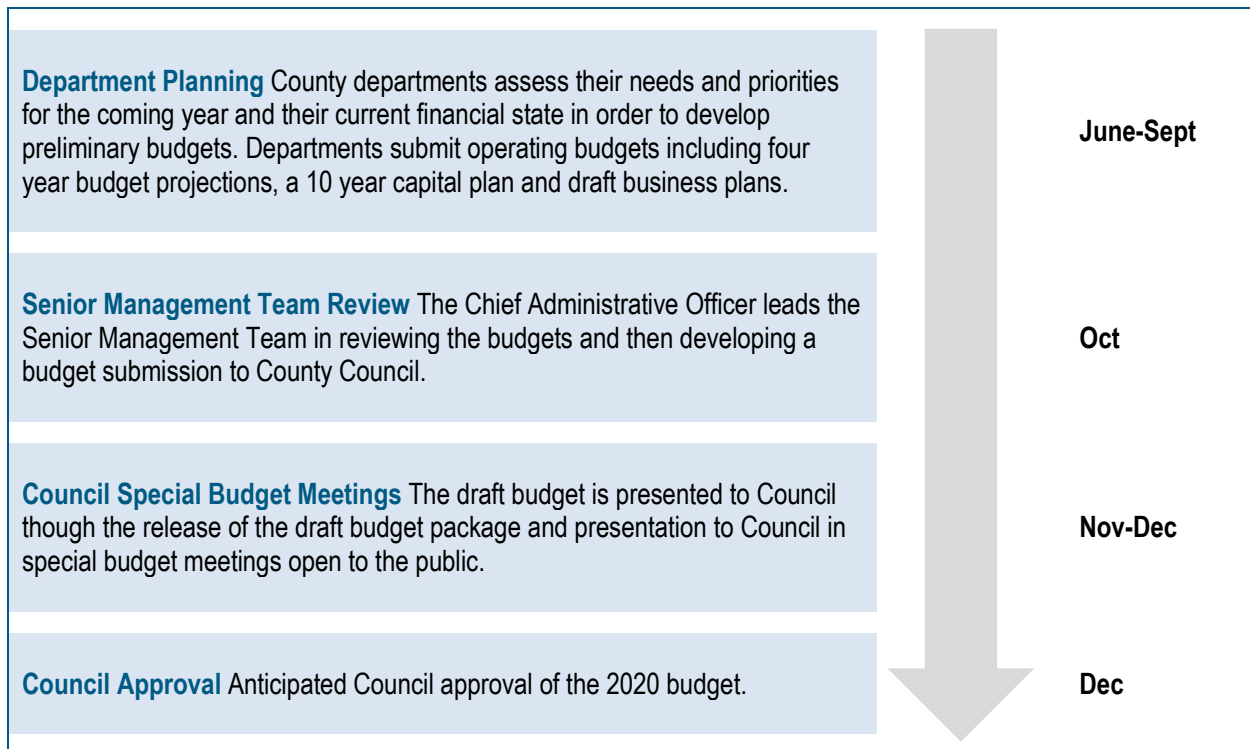 Department Planning County departments assess their needs and priorities
for the coming year and their current financial state in order to develop
preliminary budgets. Departments submit operating budgets including four
year budget projections, a 10 year capital plan and draft business plans.
June-Sept
Senior Management Team Review The Chief Administrative Officer leads the
Senior Management Team in reviewing the budgets and then developing a
budget submission to County Council.
Oct
Council Special Budget Meetings The draft budget is presented to Council
though the release of the draft budget package and presentation to Council in
special budget meetings open to the public.
Nov-Dec
Council Approval Anticipated Council approval of the 2020 budget.
Dec